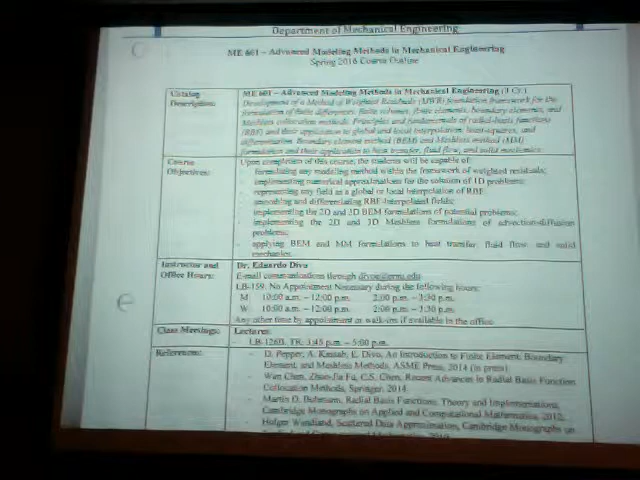 Department of Mechanical Engineering
ME 601 – Advanced Modeling Methods in Mechanical Engineering
Spring 2016 Course Outline
Catalog Description:
ME 601 – Advanced Modeling Methods in Mechanical Engineering (3 Cr.)
Development of a Method of Weighted Residuals (MWR) foundation framework for the
formulation of finite differences, finite volumes, finite elements, boundary elements, and
Meshless collocation methods. Principles and fundamentals of radial-basis functions
(RBF) and their application to global and local interpolation, least-squares, and
differentiation. Boundary element method (BEM) and Meshless method (MM)
formulation and their application to heat transfer, fluid flow, and solid mechanics.
Course Objectives:
Upon completion of this course, the students will be capable of:
- formulating any modeling method within the framework of weighted residuals;
- implementing numerical approximations for the solution of 1D problems;
- representing any field as a global or local interpolation of RBF;
- smoothing and differentiating RBF-interpolated fields;
- implementing the 2D and 3D BEM formulations of potential problems;
- implementing the 2D and 3D Meshless formulations of advection-diffusion
problems;
- applying BEM and MM formulations to heat transfer fluid flow, and solid
mechanics.
Instructor and Office Hours:
Dr. Eduardo Divo
E-mail communications through
LB-159. No Appointment Necessary during the following hours:
M 10:00 a.m. – 12:00 p.m. 2:00 p.m. – 3:30 p.m.
W 10:00 a.m. – 12:00 p.m. 2:00 p.m. – 3:30 p.m.
Any other time by appointment or walk-in if available in the office.
Class Meetings:
Lectures:
- LB-126B, TR, 3:45 p.m. – 5:00 p.m.
References:
- D. Pepper, A. Kassab, E. Divo, An Introduction to Finite Element, Boundary
Element, and Meshless Methods, ASME Press, 2014 (in press)
- Wen Chen, Zhuo-Jia Fu, C.S. Chen, Recent Advances in Radial Basis Function
Collocation Methods, Springer, 2014.
- Martin D. Buhmann, Radial Basis Functions, Theory and Implementations,
Cambridge Monographs on Applied and Computational Mathematics, 2012.
- Holger Wendland, Scattered Data Approximation, Cambridge Monographs on